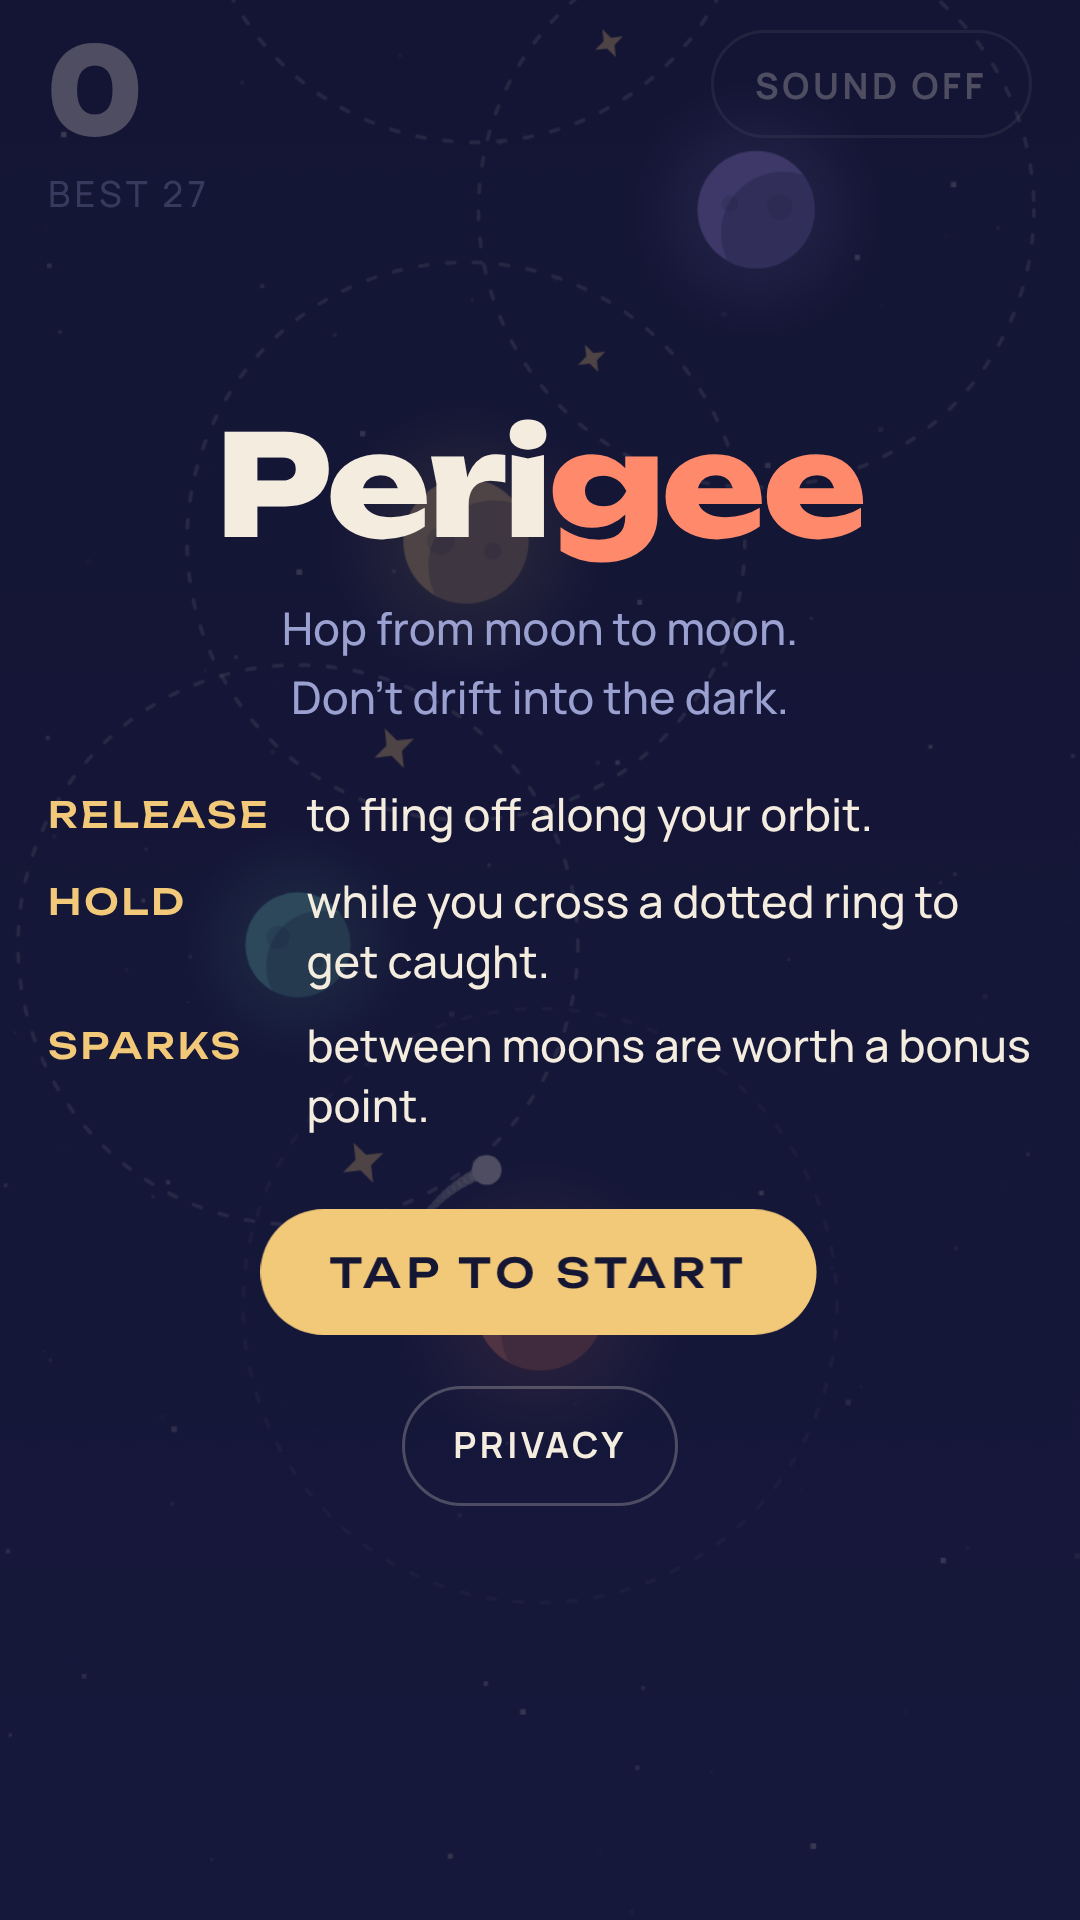 0
SOUND OFF
BEST 27
Perigee
Hop from moon to moon.
Don’t drift into the dark.
RELEASE to fling off along your orbit.
HOLD while you cross a dotted ring to
get caught.
SPARKS between moons are worth a bonus
point.
TAP TO START
PRIVACY